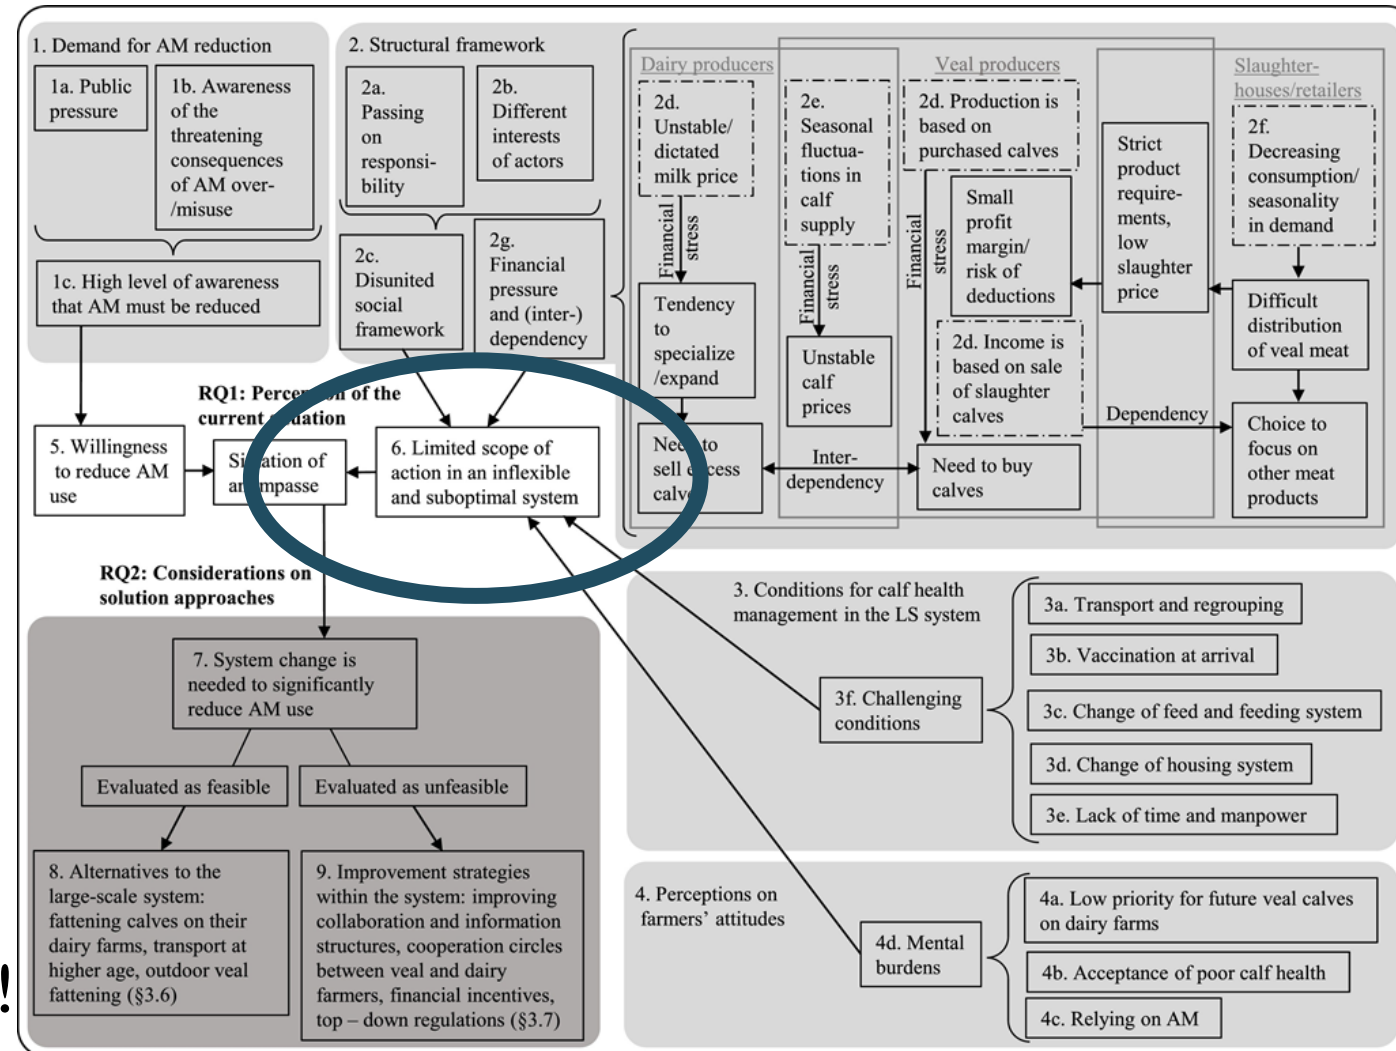 1. Demand for AM reduction
1a. Public
pressure
1b. Awareness
of the
threatening
consequences
of AM over-
/misuse
1c. High level of awareness
that AM must be reduced
2. Structural framework
2a.
Passing
on
responsi-
bility
2b.
Different
interests
of actors
2c.
Disunited
social
framework
2g.
Financial
pressure
and (inter-)
dependency
Dairy producers
2d.
Unstable/
dictated
milk price
Financial
stress
Tendency
to
specialize
/expand
Need to
sell excess
2e.
Seasonal
fluctua-
tions in
calf
supply
Financial
stress
Unstable
calf
prices
Inter-
dependency
Veal producers
2d. Production is
based on
purchased calves
Financial
stress
Small
profit
margin/
risk of
deductions
2d. Income is
based on sale
of slaughter
calves
Need to buy
calves
Dependency
Strict
product
require-
ments,
low
slaughter
price
Slaughter-
houses/retailers
2f.
Decreasing
consumption/
seasonality
in demand
Difficult
distribution
of veal meat
Choice to
focus on
other meat
products
RQ1: Perception of the
current situation
5. Willingness
to reduce AM
use
Situation of
an impasse
6. Limited scope of
action in an inflexible
and suboptimal system
RQ2: Considerations on
solution approaches
7. System change is
needed to significantly
reduce AM use
Evaluated as feasible
Evaluated as unfeasible
8. Alternatives to the
large-scale system:
fattening calves on their
dairy farms, transport at
higher age, outdoor veal
fattening (§3.6)
9. Improvement strategies
within the system: improving
collaboration and information
structures, cooperation circles
between veal and dairy
farmers, financial incentives,
top – down regulations (§3.7)
3. Conditions for calf health
management in the LS system
3f. Challenging
conditions
3a. Transport and regrouping
3b. Vaccination at arrival
3c. Change of feed and feeding system
3d. Change of housing system
3e. Lack of time and manpower
4. Perceptions on
farmers’ attitudes
4d. Mental
burdens
4a. Low priority for future veal calves
on dairy farms
4b. Acceptance of poor calf health
4c. Relying on AM
!